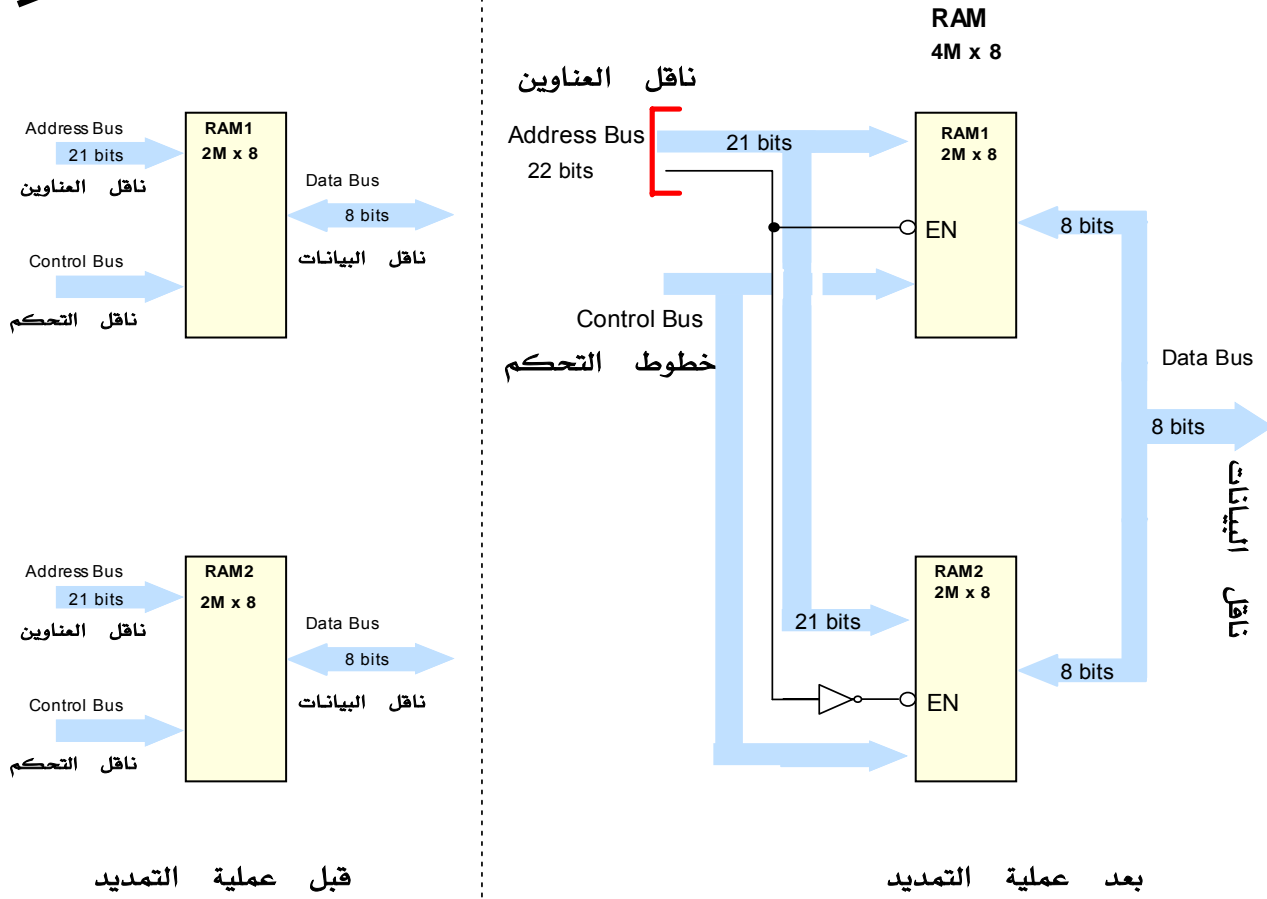 Address Bus
21 bits
ناقل العناوين
Control Bus
ناقل التحكم
RAM1
2M x 8
Data Bus
8 bits
ناقل البيانات
Address Bus
21 bits
ناقل العناوين
Control Bus
ناقل التحكم
RAM2
2M x 8
Data Bus
8 bits
ناقل البيانات
قبل عملية التمديد
RAM
4M x 8
ناقل العناوين
Address Bus
22 bits
21 bits
RAM1
2M x 8
EN
8 bits
Control Bus
خطوط التحكم
Data Bus
8 bits
ناقل البيانات
RAM2
2M x 8
21 bits
EN
8 bits
بعد عملية التمديد